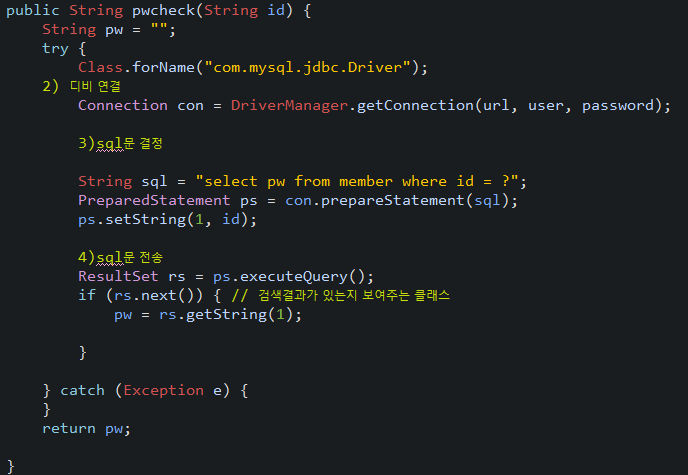 public String pwcheck(String id) {
String pw = "";
try {
Class.forName("com.mysql.jdbc.Driver");
2) 디비 연결
Connection con = DriverManager.getConnection(url, user, password);
3)sql문 결정
String sql = "select pw from member where id = ?";
PreparedStatement ps = con.prepareStatement(sql);
ps.setString(1, id);
4)sql문 전송
ResultSet rs = ps.executeQuery();
if (rs.next()) { // 검색결과가 있는지 보여주는 클래스
pw = rs.getString(1);
}
} catch (Exception e) {
}
return pw;
}